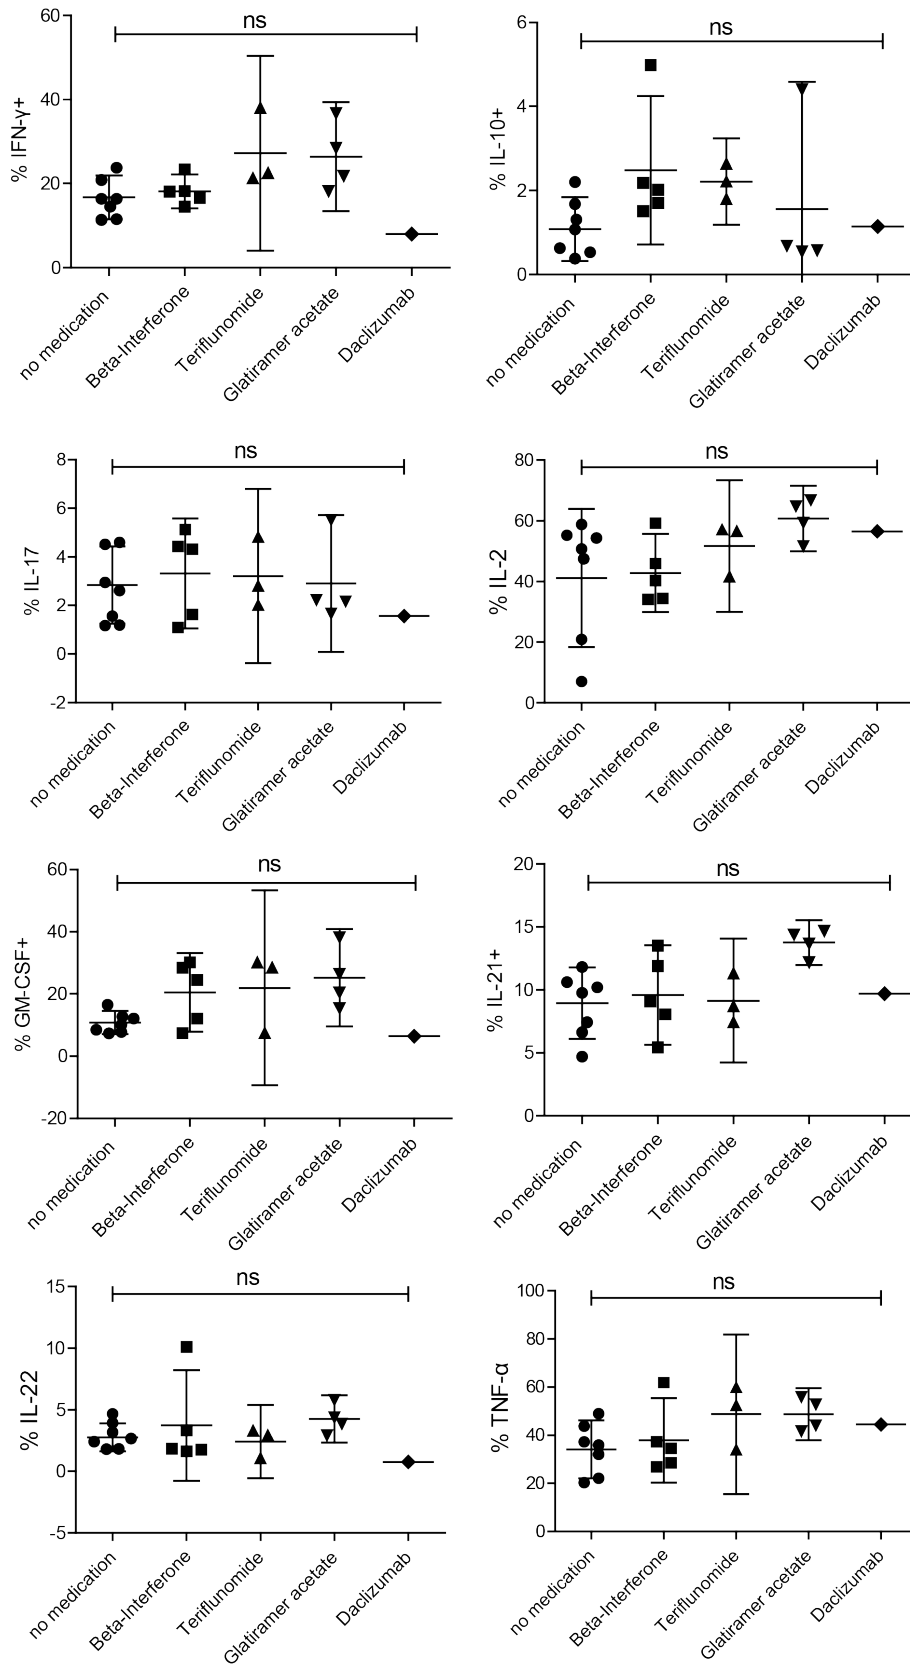 ns
% IFN-γ+
60
40
20
0
no medication
Beta-Interferone
Teriflunomide
Glatiramer acetate
Daclizumab
ns
% IL-10+
6
4
2
0
no medication
Beta-Interferone
Teriflunomide
Glatiramer acetate
Daclizumab
ns
% IL-17
8
6
4
2
0
-2
no medication
Beta-Interferone
Teriflunomide
Glatiramer acetate
Daclizumab
ns
% IL-2
80
60
40
20
0
no medication
Beta-Interferone
Teriflunomide
Glatiramer acetate
Daclizumab
ns
% GM-CSF+
60
40
20
0
-20
no medication
Beta-Interferone
Teriflunomide
Glatiramer acetate
Daclizumab
ns
% IL-21+
20
15
10
5
0
no medication
Beta-Interferone
Teriflunomide
Glatiramer acetate
Daclizumab
ns
% IL-22
15
10
5
0
-5
no medication
Beta-Interferone
Teriflunomide
Glatiramer acetate
Daclizumab
ns
% TNF-α
100
80
60
40
20
0
no medication
Beta-Interferone
Teriflunomide
Glatiramer acetate
Daclizumab